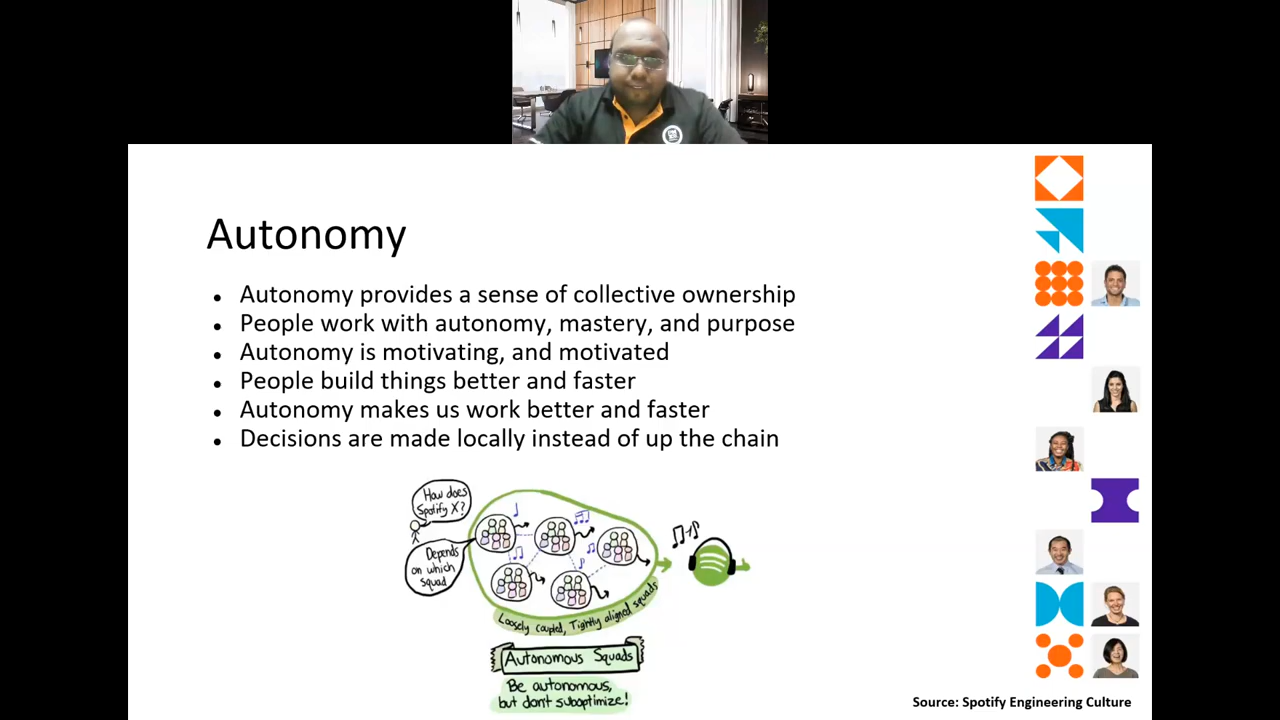 Autonomy
Autonomy provides a sense of collective ownership
People work with autonomy, mastery, and purpose
Autonomy is motivating, and motivated
People build things better and faster
Autonomy makes us work better and faster
Decisions are made locally instead of up the chain
How does
Spotify X?
Depends
on which
squad
Loosely coupled, Tightly aligned squads
Autonomous Squads
Be autonomous,
but don't suboptimize!
Source: Spotify Engineering Culture